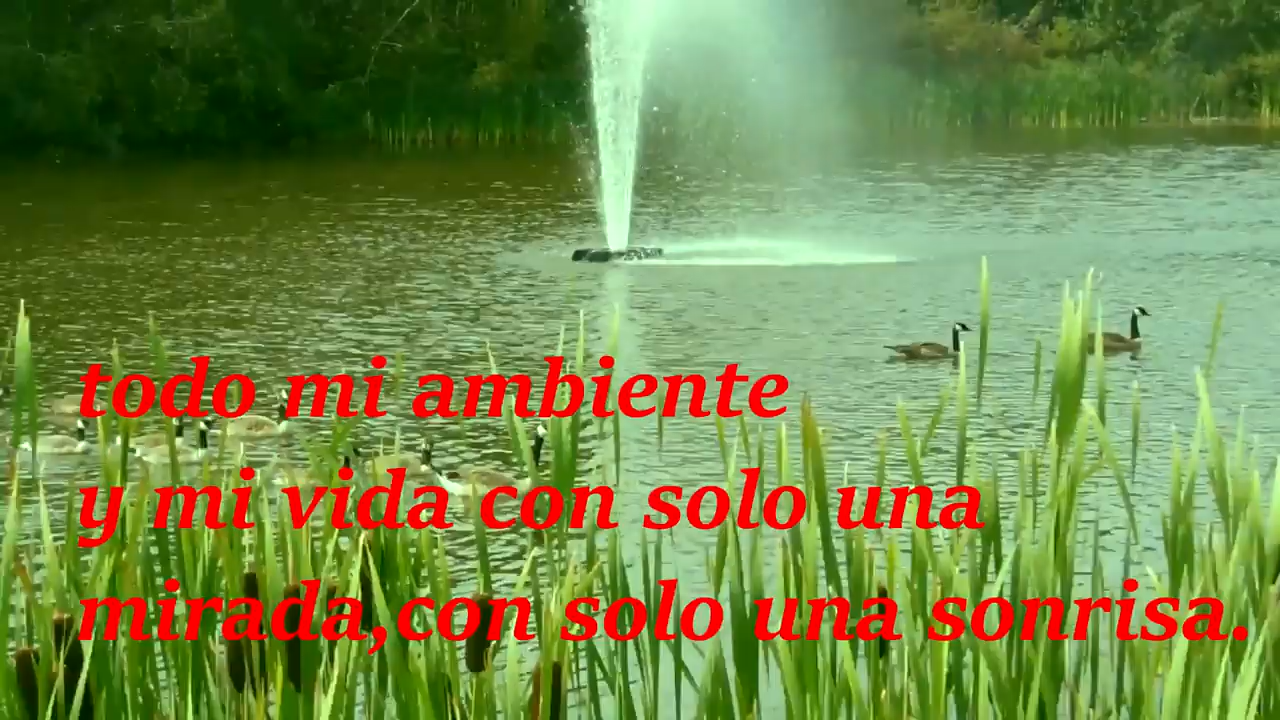 todo mi ambiente
y mi vida con solo una
mirada,con solo una sonrisa.